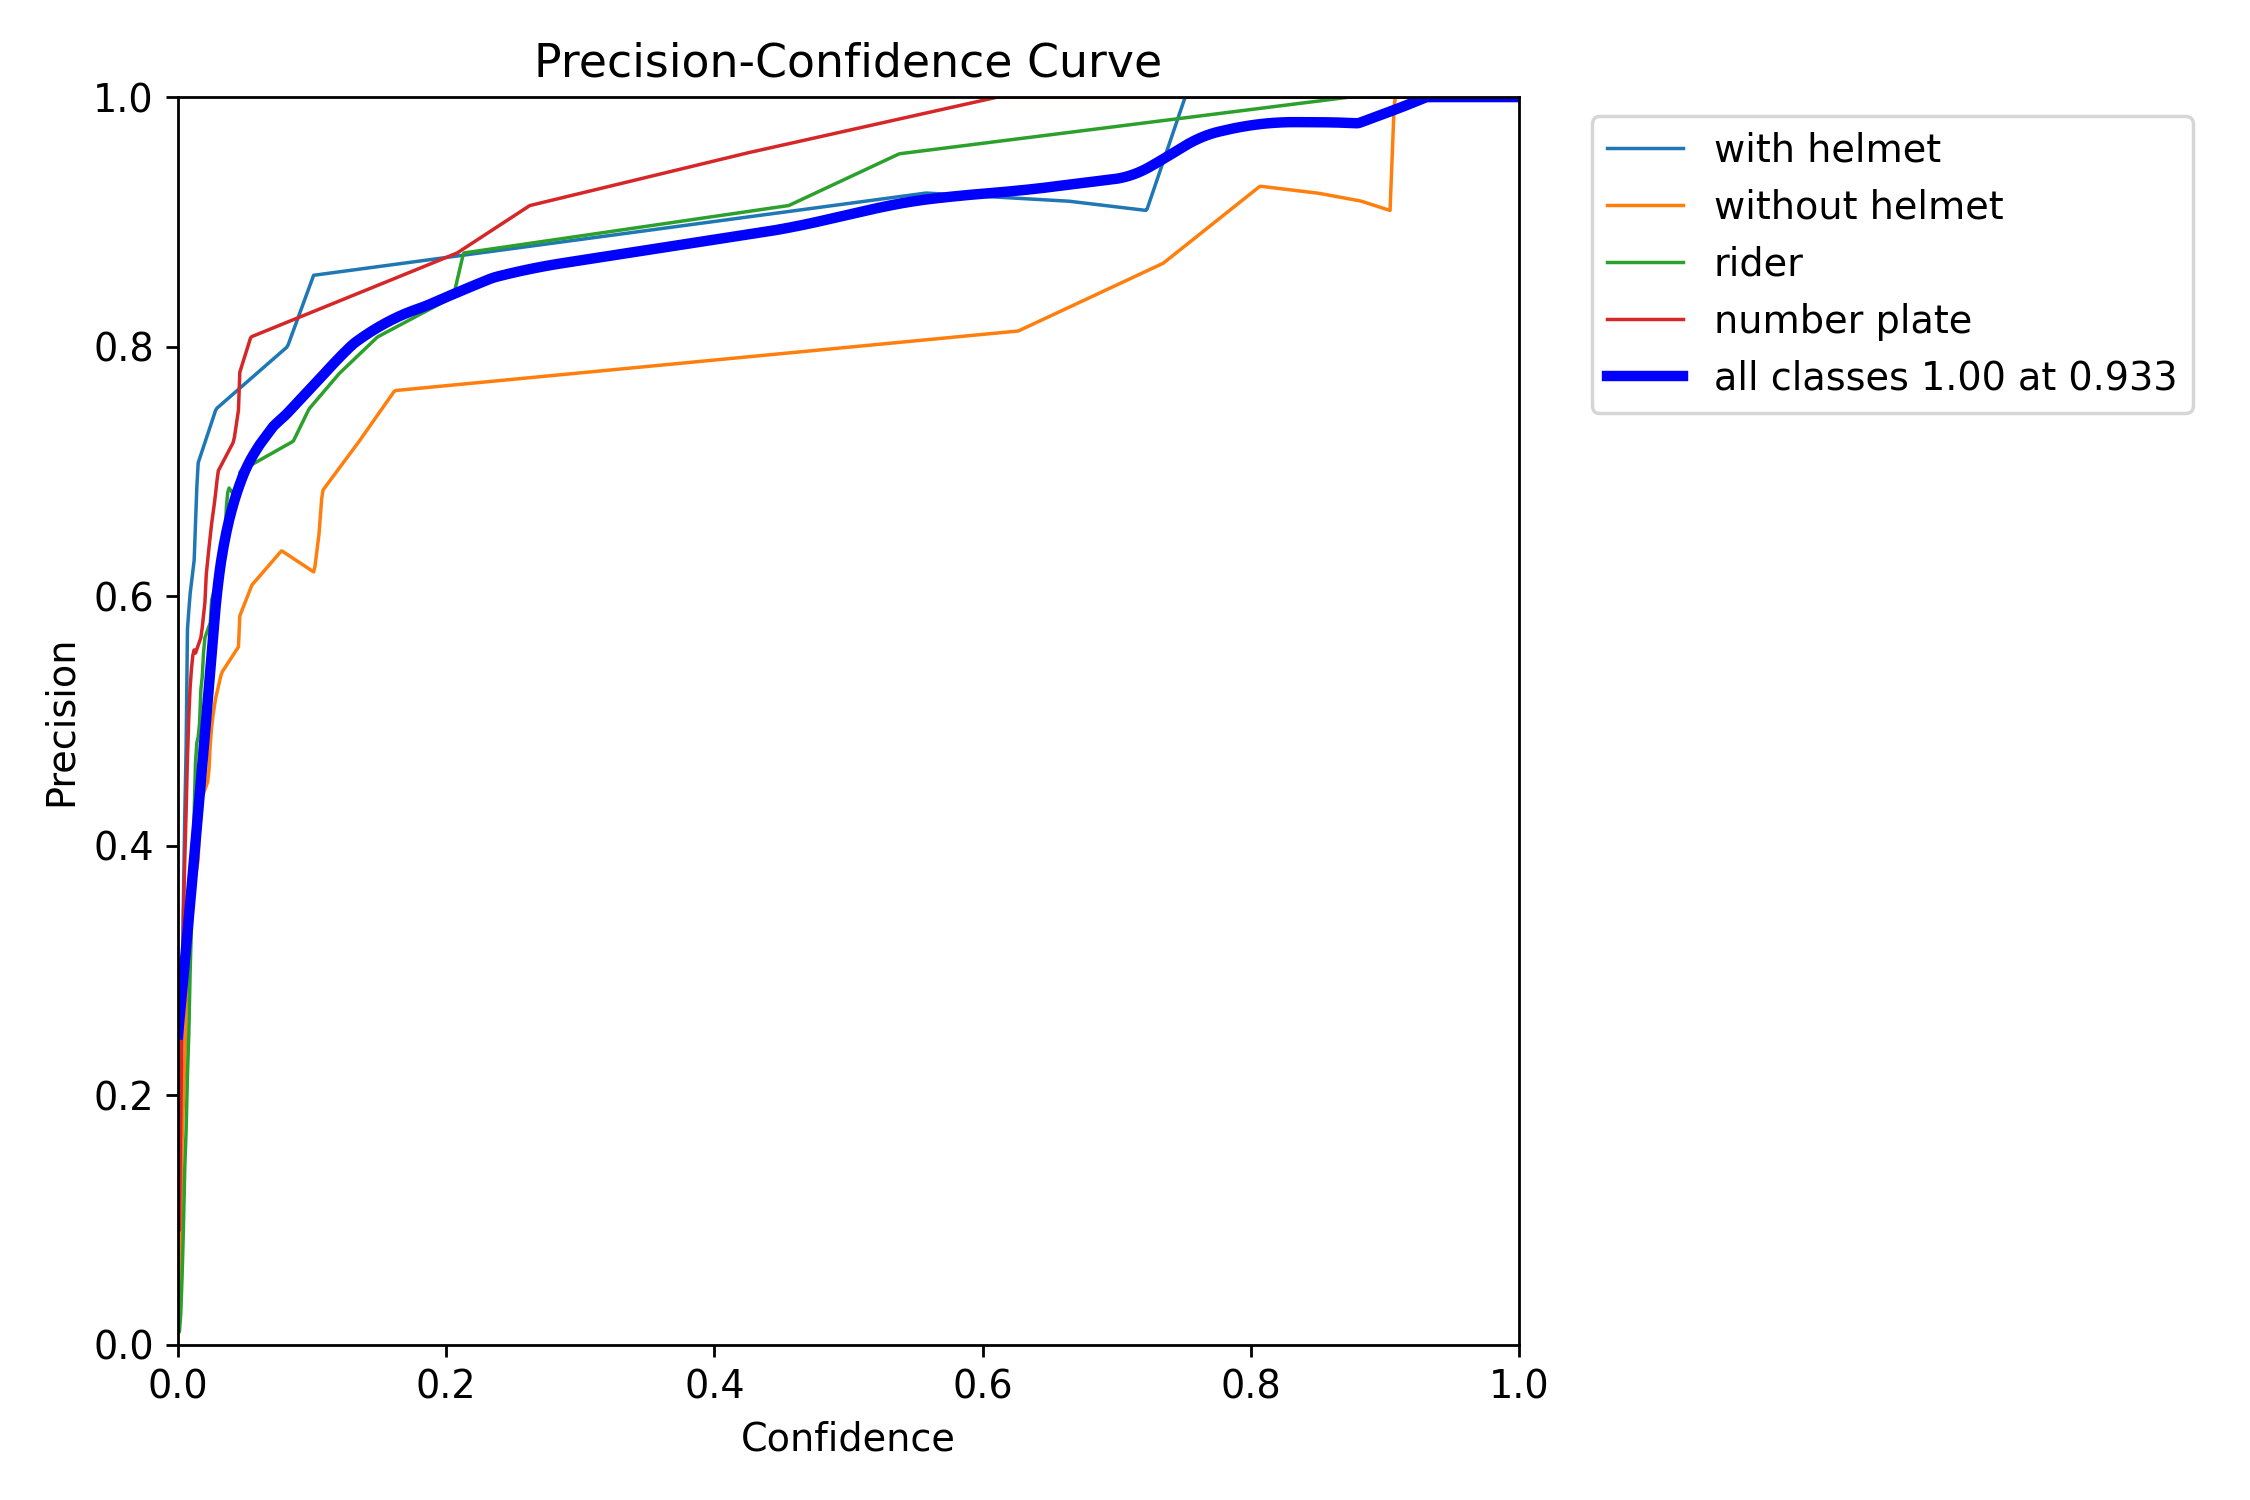 Precision-Confidence Curve
1.0
0.8
0.6
0.4
0.2
0.0
Precision
0.0 0.2 0.4 0.6 0.8 1.0
Confidence
with helmet
without helmet
rider
number plate
all classes 1.00 at 0.933